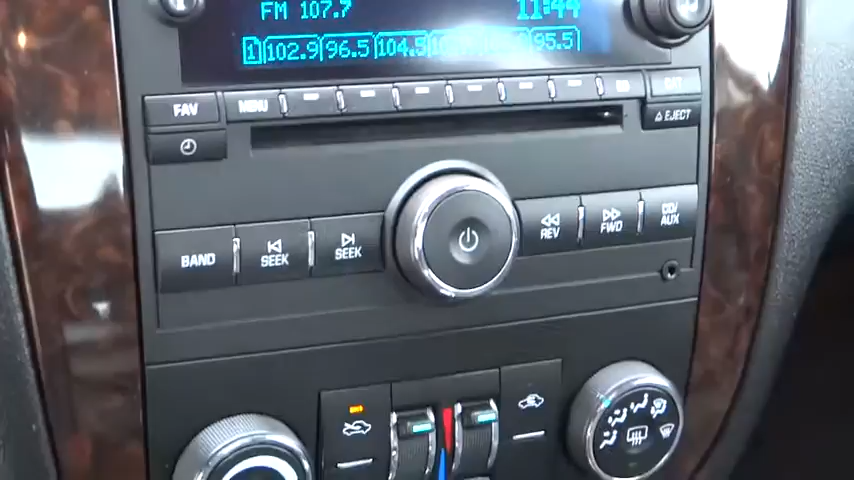 FM 107.7 11:44
1 102.9 96.5 104.5 95.5
FAV MENU
EJECT
BAND SEEK SEEK REV FWD CD/AUX